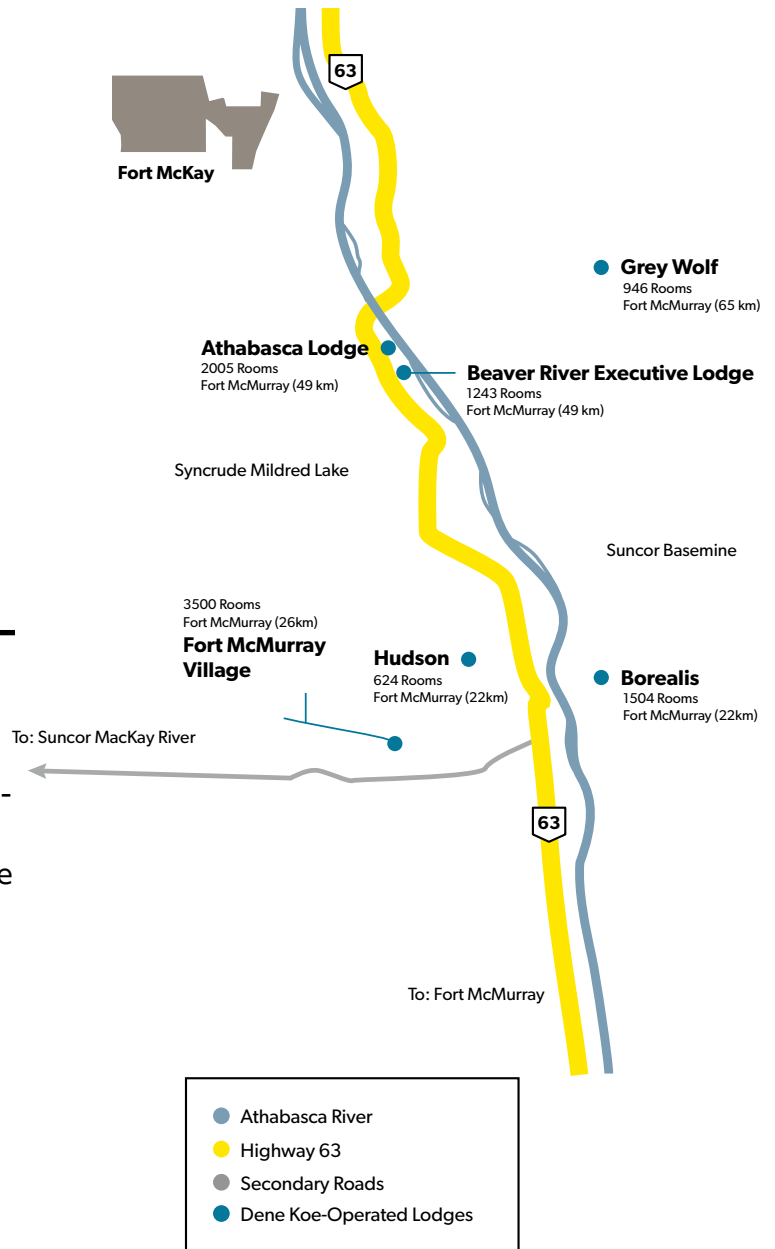 63
Fort McKay
Grey Wolf
946 Rooms
Fort McMurray (65 km)
Athabasca Lodge
2005 Rooms
Fort McMurray (49 km)
Beaver River Executive Lodge
1243 Rooms
Fort McMurray (49 km)
Syncrude Mildred Lake
Suncor Basemine
3500 Rooms
Fort McMurray (26km)
Fort McMurray
Village
Hudson
624 Rooms
Fort McMurray (22km)
Borealis
1504 Rooms
Fort McMurray (22km)
To: Suncor MacKay River
-
e
63
To: Fort McMurray
Athabasca River
Highway 63
Secondary Roads
Dene Koe-Operated Lodges